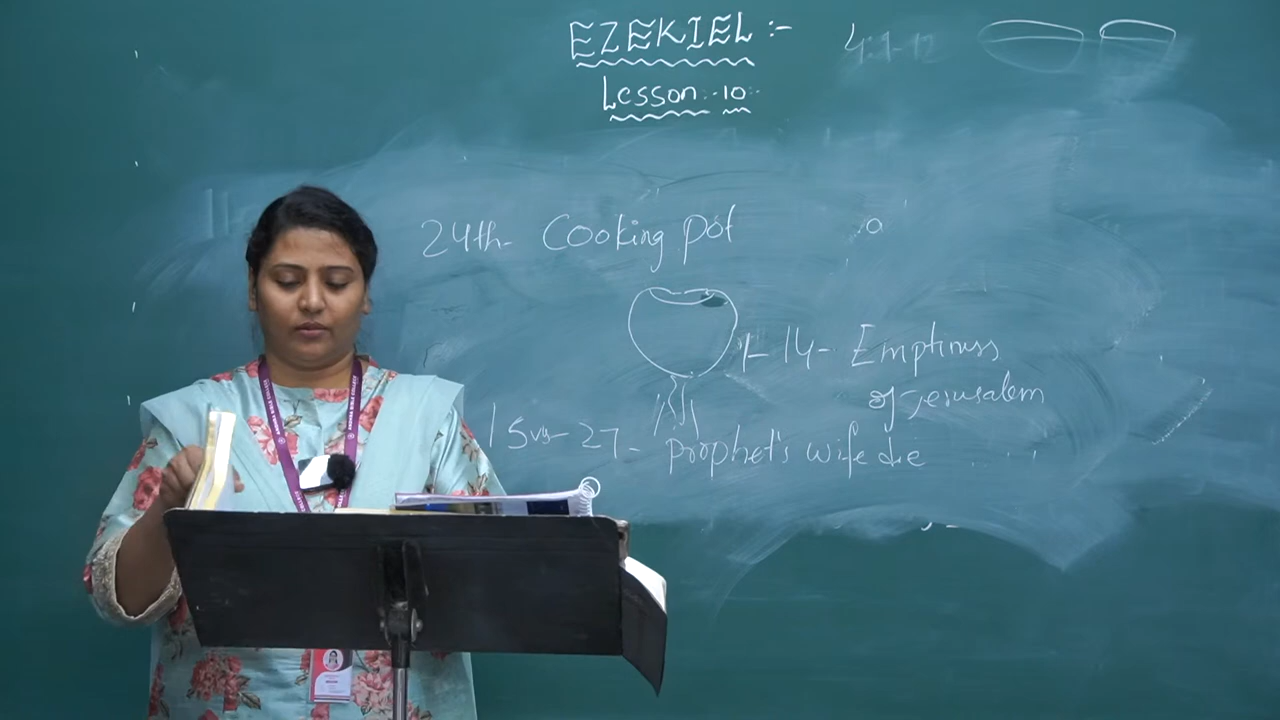 EZEKIEL :-
Lesson :- 10 :-
24th - Cooking pot
1 - 14 - Emptiness
of Jerusalem
15vs - 27 - prophet's wife die